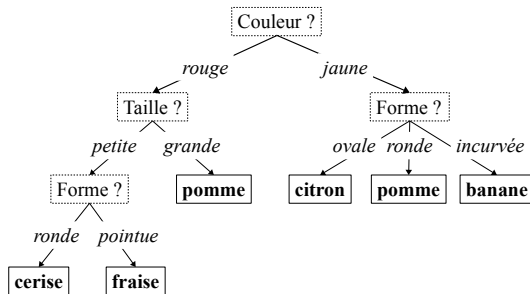 Couleur ?
rouge jaune
Taille ? Forme ?
petite grande ovale ronde incurvée
Forme ? pomme citron pomme banane
ronde pointue
cerise fraise